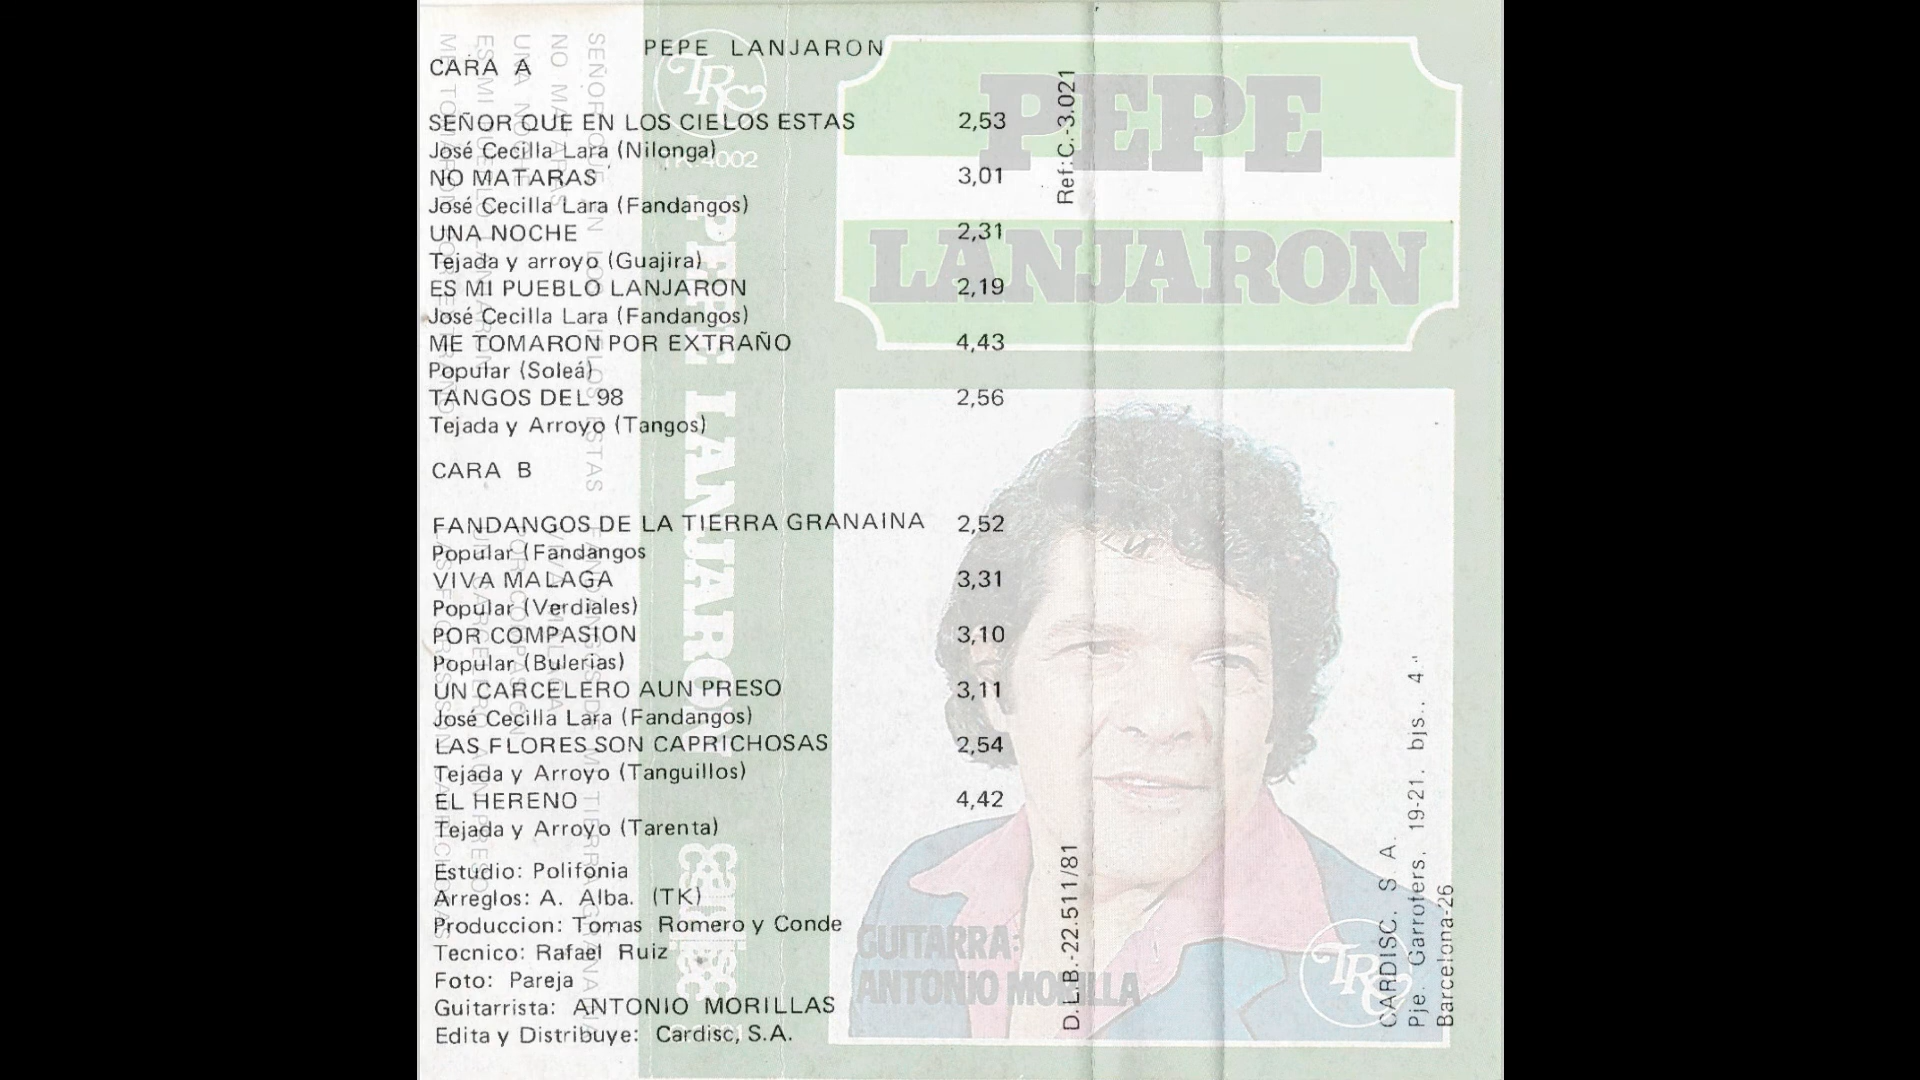 PEPE LANJARON
CARA A
SEÑOR QUE EN LOS CIELOS ESTAS 2,53
José Cecilla Lara (Nilonga)
NO MATARAS 3,01
José Cecilla Lara (Fandangos)
UNA NOCHE 2,31
Tejada y arroyo (Guajira)
ES MI PUEBLO LANJARON 2,19
José Cecilla Lara (Fandangos)
ME TOMARON POR EXTRAÑO 4,43
Popular (Soleá)
TANGOS DEL 98 2,56
Tejada y Arroyo (Tangos)
CARA B
FANDANGOS DE LA TIERRA GRANAINA 2,52
Popular (Fandangos
VIVA MALAGA 3,31
Popular (Verdiales)
POR COMPASION 3,10
Popular (Bulerias)
UN CARCELERO AUN PRESO 3,11
José Cecilla Lara (Fandangos)
LAS FLORES SON CAPRICHOSAS 2,54
Tejada y Arroyo (Tanguillos)
EL HERENO 4,42
Tejada y Arroyo (Tarenta)
Estudio: Polifonia
Arreglos: A. Alba. (TK)
Produccion: Tomas Romero y Conde
Tecnico: Rafael Ruiz
Foto: Pareja
Guitarrista: ANTONIO MORILLAS
Edita y Distribuye: Cardisc, S.A.
Ref: C.-3.021
D.L.B.-22.511/81
CARDISC, S. A.
Pje. Garrofers, 19-21, bjs., 4."
Barcelona-26
PEPE
LANJARON
GUITARRA:
ANTONIO MORILLA
PEPE LANJARON